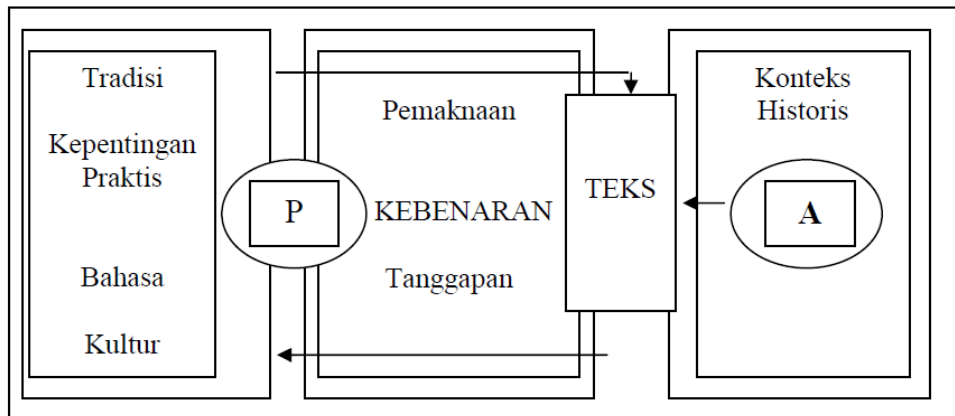 Tradisi
Kepentingan
Praktis
Bahasa
Kultur
P
Pemaknaan
KEBENARAN
Tanggapan
TEKS
Konteks
Historis
A